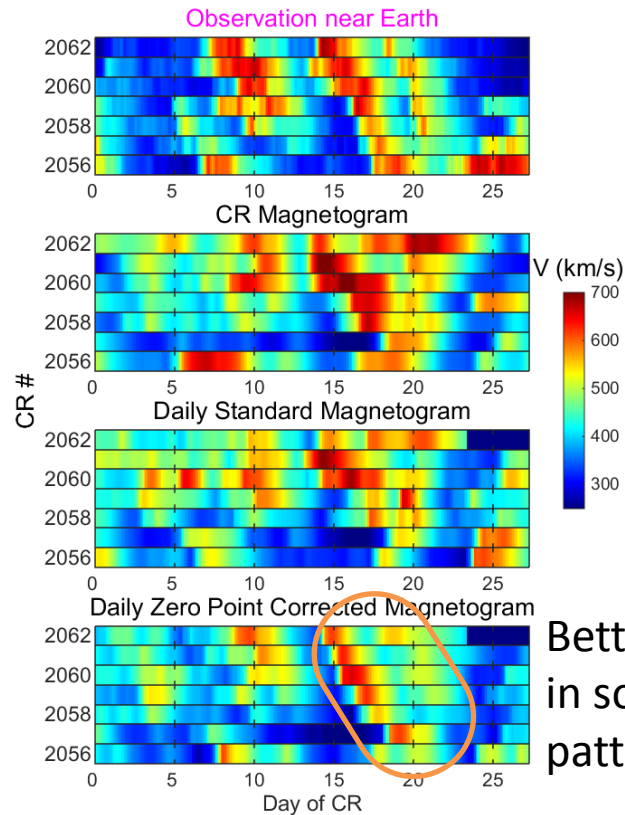 Observation near Earth
2062
2060
2058
2056
0 5 10 15 20 25
CR Magnetogram
2062
2060
2058
2056
0 5 10 15 20 25
V (km/s)
700
600
500
400
300
CR #
Daily Standard Magnetogram
2062
2060
2058
2056
0 5 10 15 20 25
Daily Zero Point Corrected Magnetogram
2062
2060
2058
2056
0 5 10 15 20 25
Day of CR
Bett
in so
patt